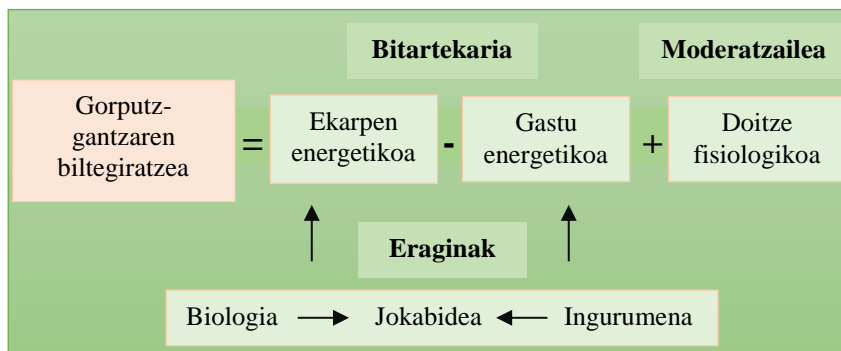 Bitartekaria
Moderatzailea
Gorputz-
gantzaren
biltegiratzea
=
Ekarpen
energetikoa
-
Gastu
energetikoa
+
Doitze
fisiologikoa
Eraginak
Biologia
Jokabidea
Ingurumena